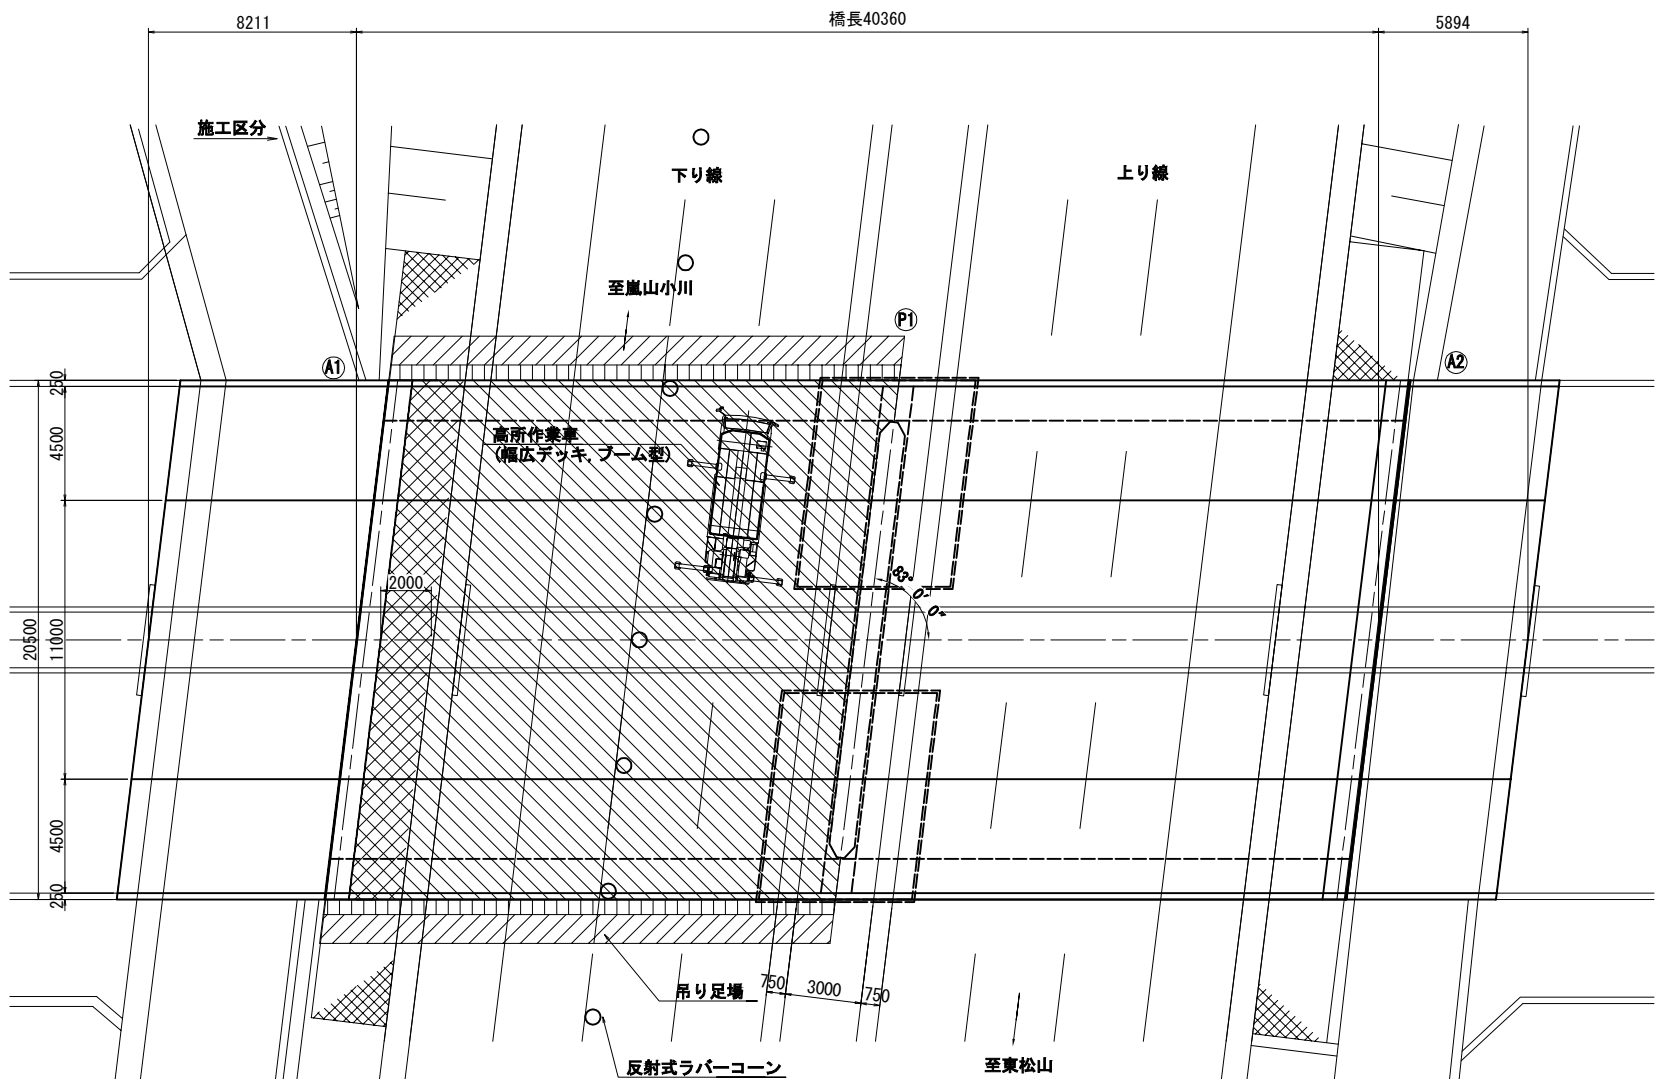 8211
橋長40360
5894
施工区分
下り線
上り線
至嵐山小川
P1
A1
A2
250
4500
高所作業車
(幅広デッキ, ブーム型)
83° 0' 0"
2000
20500
11000
4500
250
750
3000
750
吊り足場
反射式ラバーコーン
至東松山